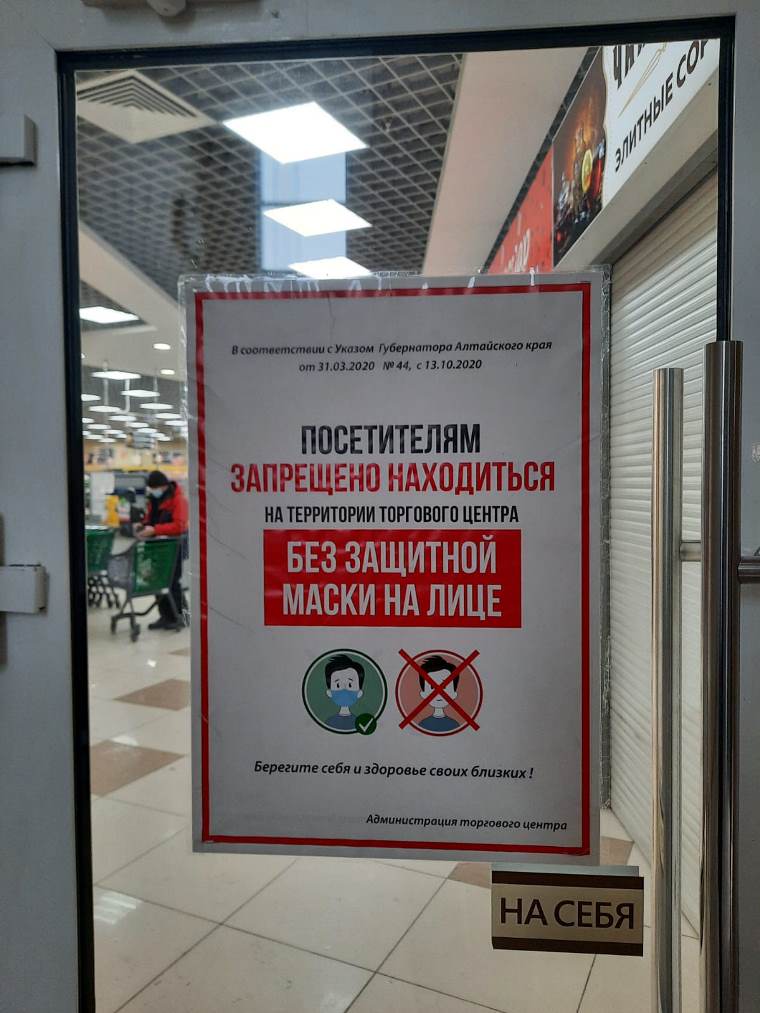 ЭЛИТНЫЕ СОР
В соответствии с Указом Губернатора Алтайского края
от 31.03.2020 № 44, с 13.10.2020
ПОСЕТИТЕЛЯМ
ЗАПРЕЩЕНО НАХОДИТЬСЯ
НА ТЕРРИТОРИИ ТОРГОВОГО ЦЕНТРА
БЕЗ ЗАЩИТНОЙ
МАСКИ НА ЛИЦЕ
Берегите себя и здоровье своих близких !
Администрация торгового центра
НА СЕБЯ